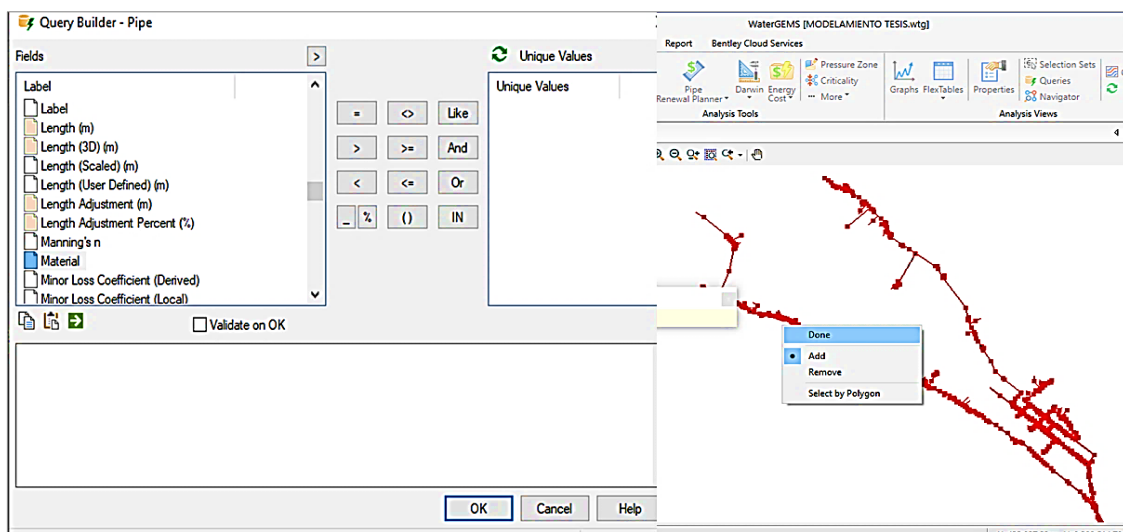 Query Builder - Pipe
Fields
>
Unique Values
Label
Label
Length (m)
Length (3D) (m)
Length (Scaled) (m)
Length (User Defined) (m)
Length Adjustment (m)
Length Adjustment Percent (%)
Manning's n
Material
Minor Loss Coefficient (Derived)
Minor Loss Coefficient (Local)
= <> Like
> >= And
< <= Or
_ % () IN
Unique Values
Validate on OK
OK Cancel Help
WaterGEMS [MODELAMIENTO TESIS.wtg]
Report Bentley Cloud Services
Pipe
Renewal Planner
Darwin
Energy
Cost
Pressure Zone
Criticality
More
Graphs
FlexTables
Properties
Selection Sets
Queries
Navigator
Analysis Tools
Analysis Views
Done
Add
Remove
Select by Polygon